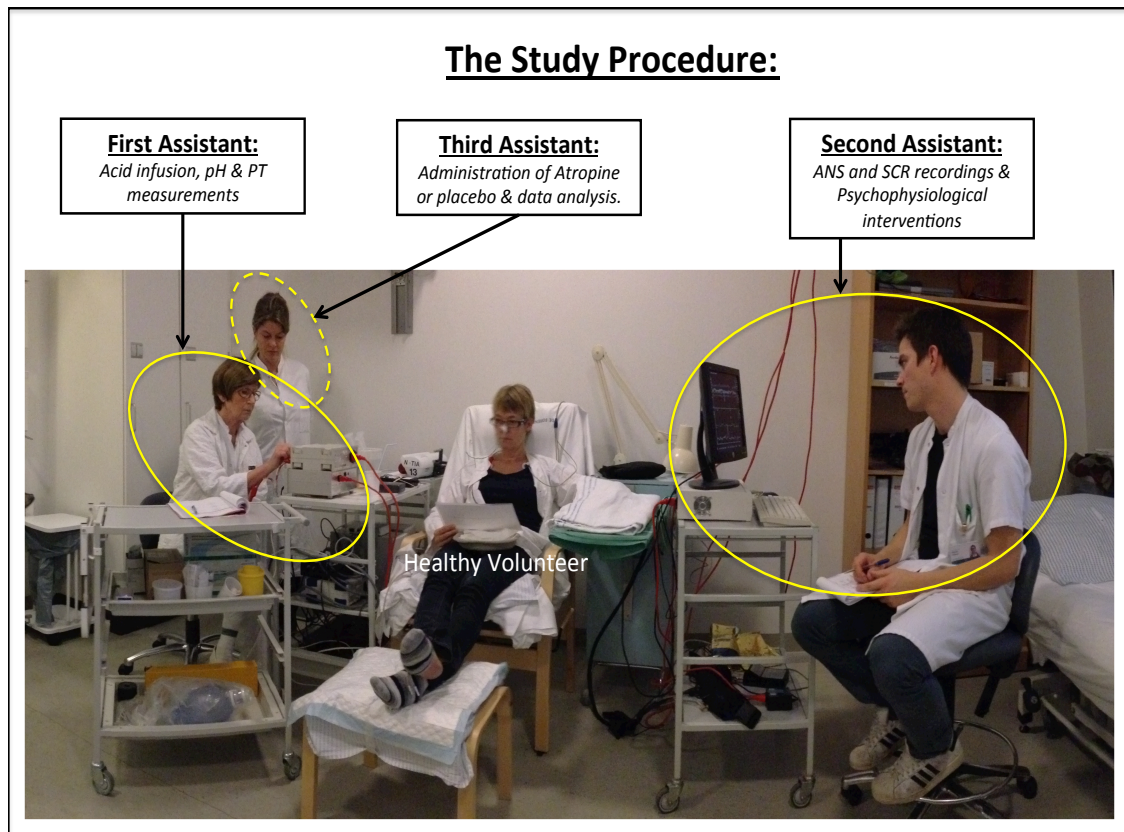 The Study Procedure:
First Assistant:
Acid infusion, pH & PT
measurements
Third Assistant:
Administration of Atropine
or placebo & data analysis.
Second Assistant:
ANS and SCR recordings &
Psychophysiological
interventions
13
Healthy Volunteer